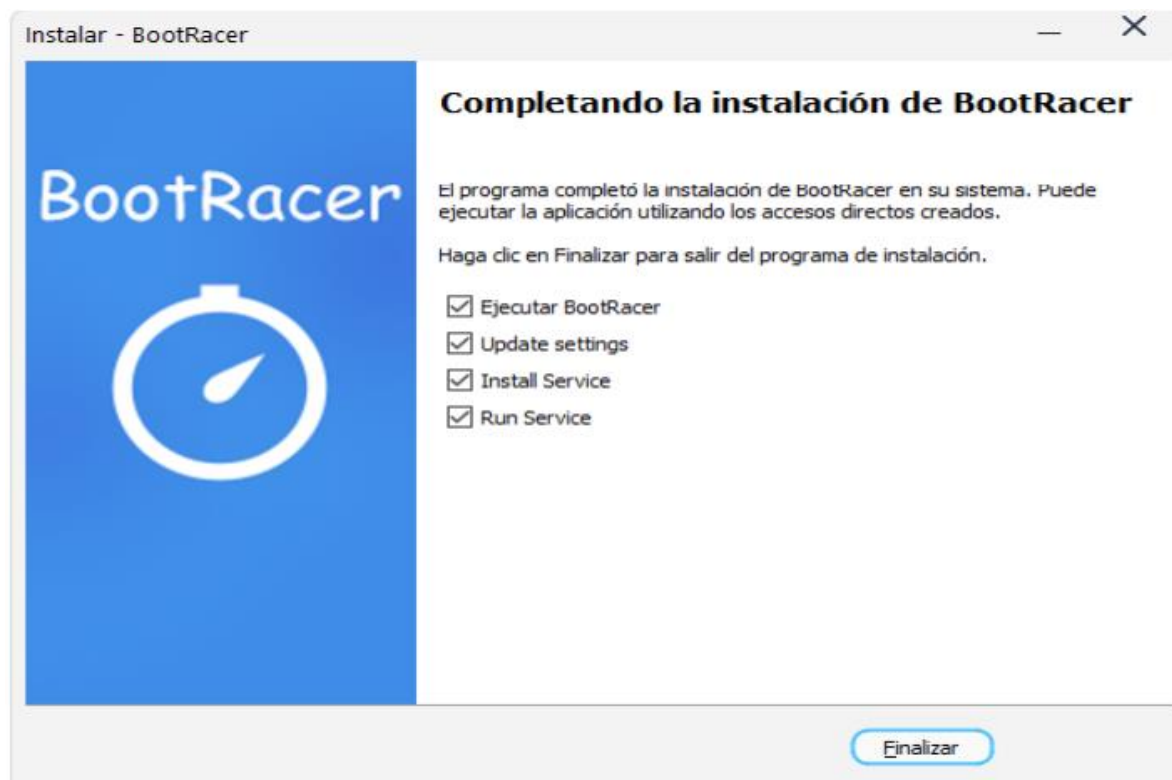 Instalar - BootRacer
BootRacer
Completando la instalación de BootRacer
El programa completó la instalación de BootRacer en su sistema. Puede
ejecutar la aplicación utilizando los accesos directos creados.
Haga clic en Finalizar para salir del programa de instalación.
Ejecutar BootRacer
Update settings
Install Service
Run Service
Finalizar